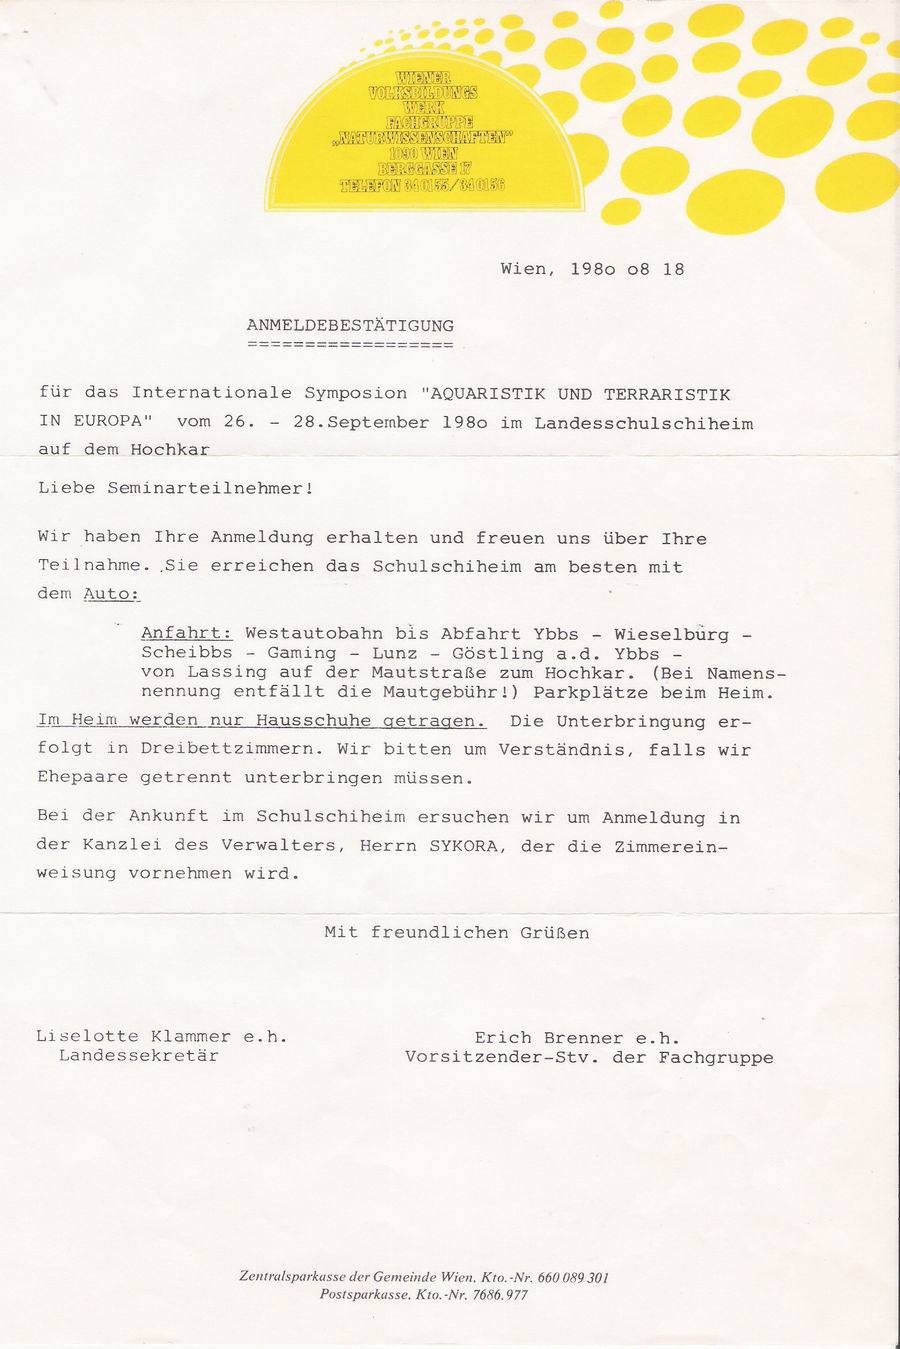 WIENER
VOLKSBILDUNGS
WERK
FACHGRUPPE
„NATURWISSENSCHAFTEN"
1090 WIEN
BERGGASSE 17
TELEFON 34 01 55/34 01 56
Wien, 198o o8 18
ANMELDEBESTÄTIGUNG
==================
für das Internationale Symposion "AQUARISTIK UND TERRARISTIK
IN EUROPA"  vom 26. - 28.September 198o im Landesschulschiheim
auf dem Hochkar
Liebe Seminarteilnehmer!
Wir haben Ihre Anmeldung erhalten und freuen uns über Ihre
Teilnahme. Sie erreichen das Schulschiheim am besten mit
dem Auto:
Anfahrt: Westautobahn bis Abfahrt Ybbs - Wieselburg -
Scheibbs - Gaming - Lunz - Göstling a.d. Ybbs -
von Lassing auf der Mautstraße zum Hochkar. (Bei Namens-
nennung entfällt die Mautgebühr!) Parkplätze beim Heim.
Im Heim werden nur Hausschuhe getragen.  Die Unterbringung er-
folgt in Dreibettzimmern. Wir bitten um Verständnis, falls wir
Ehepaare getrennt unterbringen müssen.
Bei der Ankunft im Schulschiheim ersuchen wir um Anmeldung in
der Kanzlei des Verwalters, Herrn SYKORA, der die Zimmerein-
weisung vornehmen wird.
Mit freundlichen Grüßen
Liselotte Klammer e.h.
Landessekretär
Erich Brenner e.h.
Vorsitzender-Stv. der Fachgruppe
Zentralsparkasse der Gemeinde Wien, Kto.-Nr. 660 089 301
Postsparkasse, Kto.-Nr. 7686.977